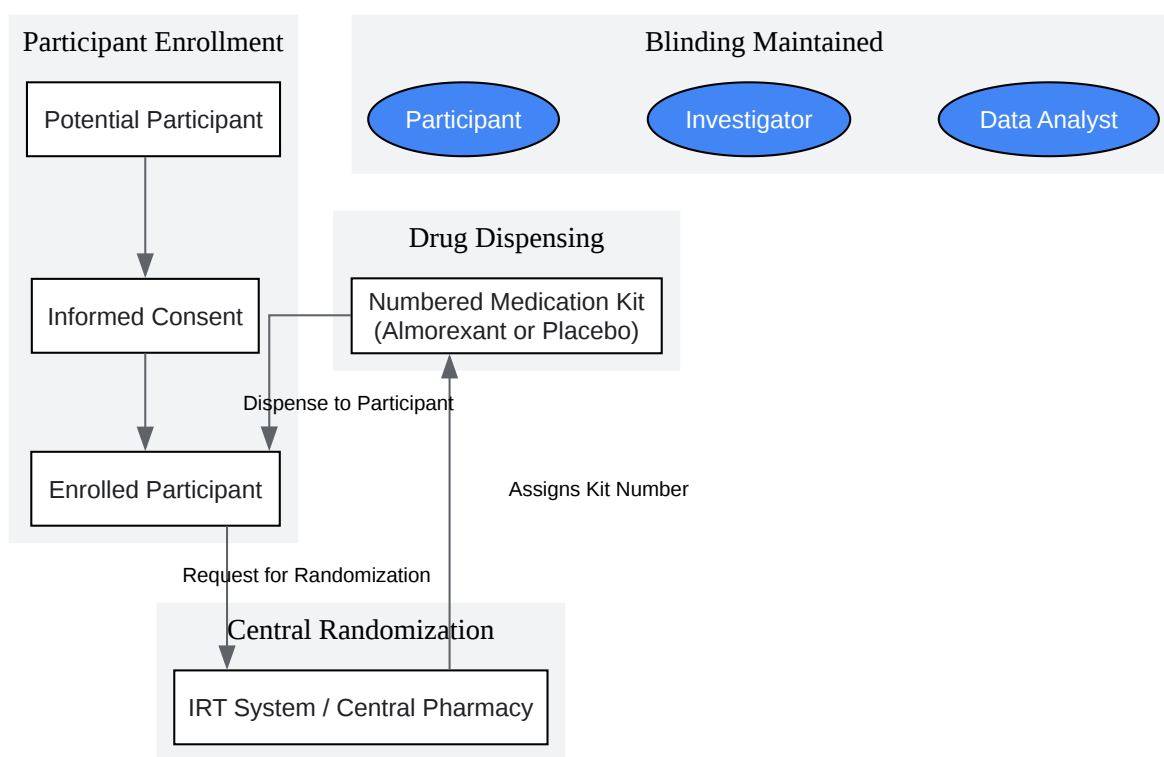 Participant Enrollment
Potential Participant
Informed Consent
Enrolled Participant
Blinding Maintained
Participant
Investigator
Data Analyst
Drug Dispensing
Numbered Medication Kit
(Almorexant or Placebo)
Dispense to Participant
Assigns Kit Number
Request for Randomization
Central Randomization
IRT System / Central Pharmacy